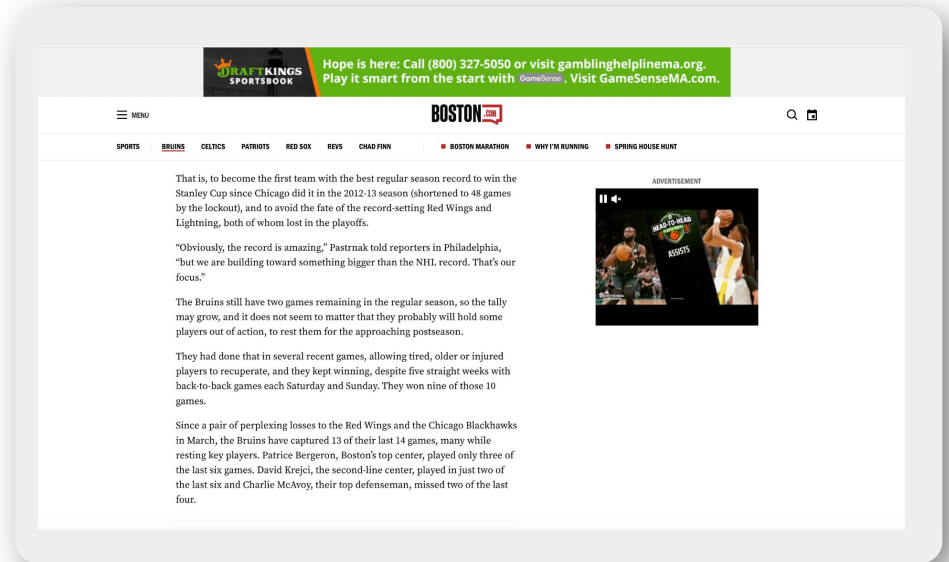 DRAFTKINGS
SPORTSBOOK
Hope is here: Call (800) 327-5050 or visit gamblinghelplinema.org.
Play it smart from the start with GameSense. Visit GameSenseMA.com.
MENU
BOSTON.COM
SPORTS BRUINS CELTICS PATRIOTS RED SOX REVS CHAD FINN BOSTON MARATHON WHY I'M RUNNING SPRING HOUSE HUNT
That is, to become the first team with the best regular season record to win the
Stanley Cup since Chicago did it in the 2012-13 season (shortened to 48 games
by the lockout), and to avoid the fate of the record-setting Red Wings and
Lightning, both of whom lost in the playoffs.
“Obviously, the record is amazing,” Pastrnak told reporters in Philadelphia,
“but we are building toward something bigger than the NHL record. That’s our
focus.”
The Bruins still have two games remaining in the regular season, so the tally
may grow, and it does not seem to matter that they probably will hold some
players out of action, to rest them for the approaching postseason.
They had done that in several recent games, allowing tired, older or injured
players to recuperate, and they kept winning, despite five straight weeks with
back-to-back games each Saturday and Sunday. They won nine of those 10
games.
Since a pair of perplexing losses to the Red Wings and the Chicago Blackhawks
in March, the Bruins have captured 13 of their last 14 games, many while
resting key players. Patrice Bergeron, Boston’s top center, played only three of
the last six games. David Krejci, the second-line center, played in just two of
the last six and Charlie McAvoy, their top defenseman, missed two of the last
four.
ADVERTISEMENT
HEAD-TO-HEAD
ASSISTS